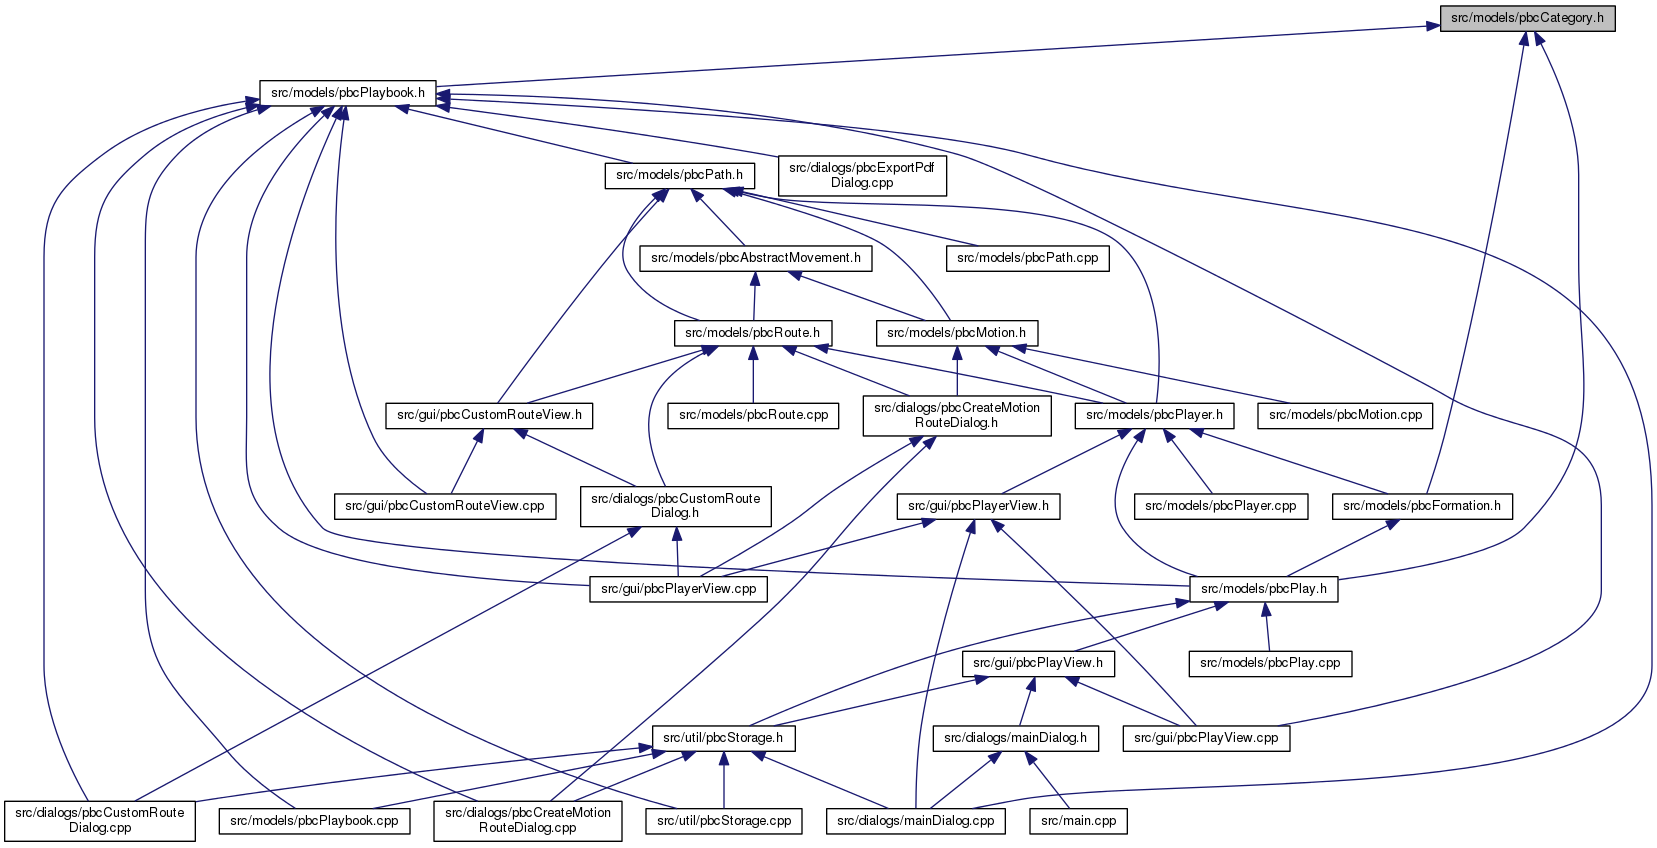 src/models/pbcCategory.h
src/models/pbcPlaybook.h
src/models/pbcPath.h
src/dialogs/pbcExportPdf
Dialog.cpp
src/models/pbcAbstractMovement.h
src/models/pbcPath.cpp
src/models/pbcRoute.h
src/models/pbcMotion.h
src/gui/pbcCustomRouteView.h
src/models/pbcRoute.cpp
src/dialogs/pbcCreateMotion
RouteDialog.h
src/models/pbcPlayer.h
src/models/pbcMotion.cpp
src/gui/pbcCustomRouteView.cpp
src/dialogs/pbcCustomRoute
Dialog.h
src/gui/pbcPlayerView.h
src/models/pbcPlayer.cpp
src/models/pbcFormation.h
src/gui/pbcPlayerView.cpp
src/models/pbcPlay.h
src/gui/pbcPlayView.h
src/models/pbcPlay.cpp
src/util/pbcStorage.h
src/dialogs/mainDialog.h
src/gui/pbcPlayView.cpp
src/dialogs/pbcCustomRoute
Dialog.cpp
src/models/pbcPlaybook.cpp
src/dialogs/pbcCreateMotion
RouteDialog.cpp
src/util/pbcStorage.cpp
src/dialogs/mainDialog.cpp
src/main.cpp